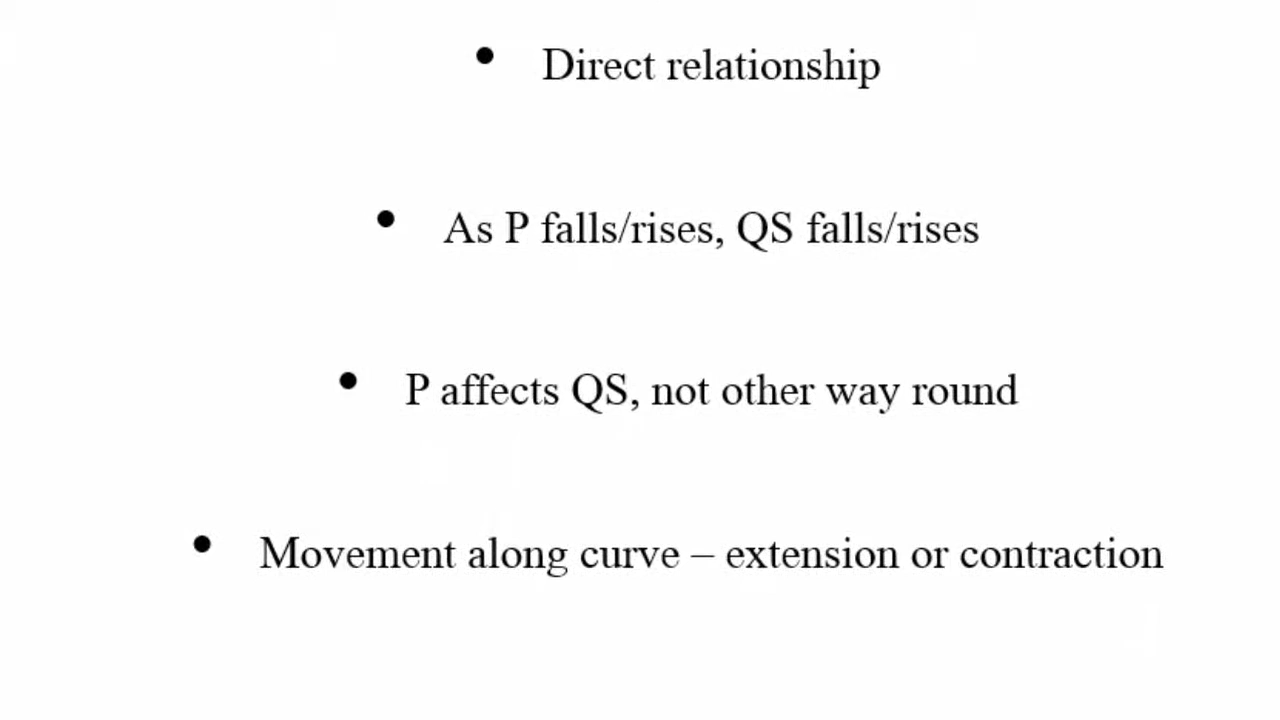 • Direct relationship
• As P falls/rises, QS falls/rises
• P affects QS, not other way round
• Movement along curve – extension or contraction